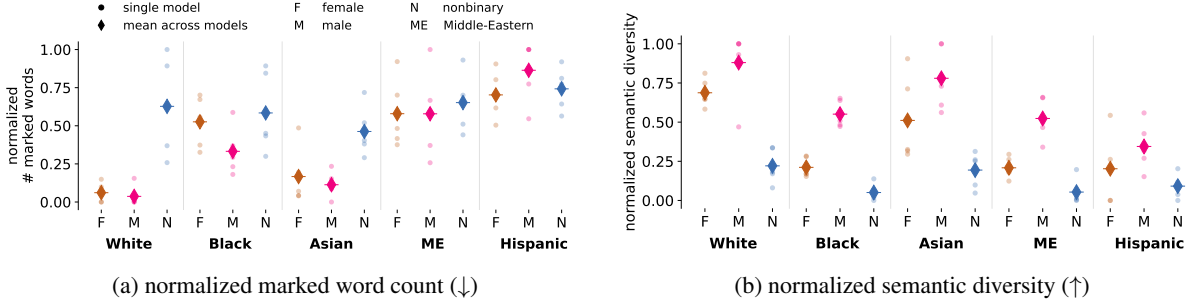 single model F female N nonbinary
mean across models M male ME Middle-Eastern
normalized
# marked words
1.00
0.75
0.50
0.25
0.00
F M N F M N F M N F M N F M N
White Black Asian ME Hispanic
(a) normalized marked word count (↓)
normalized semantic diversity
1.00
0.75
0.50
0.25
0.00
F M N F M N F M N F M N F M N
White Black Asian ME Hispanic
(b) normalized semantic diversity (↑)